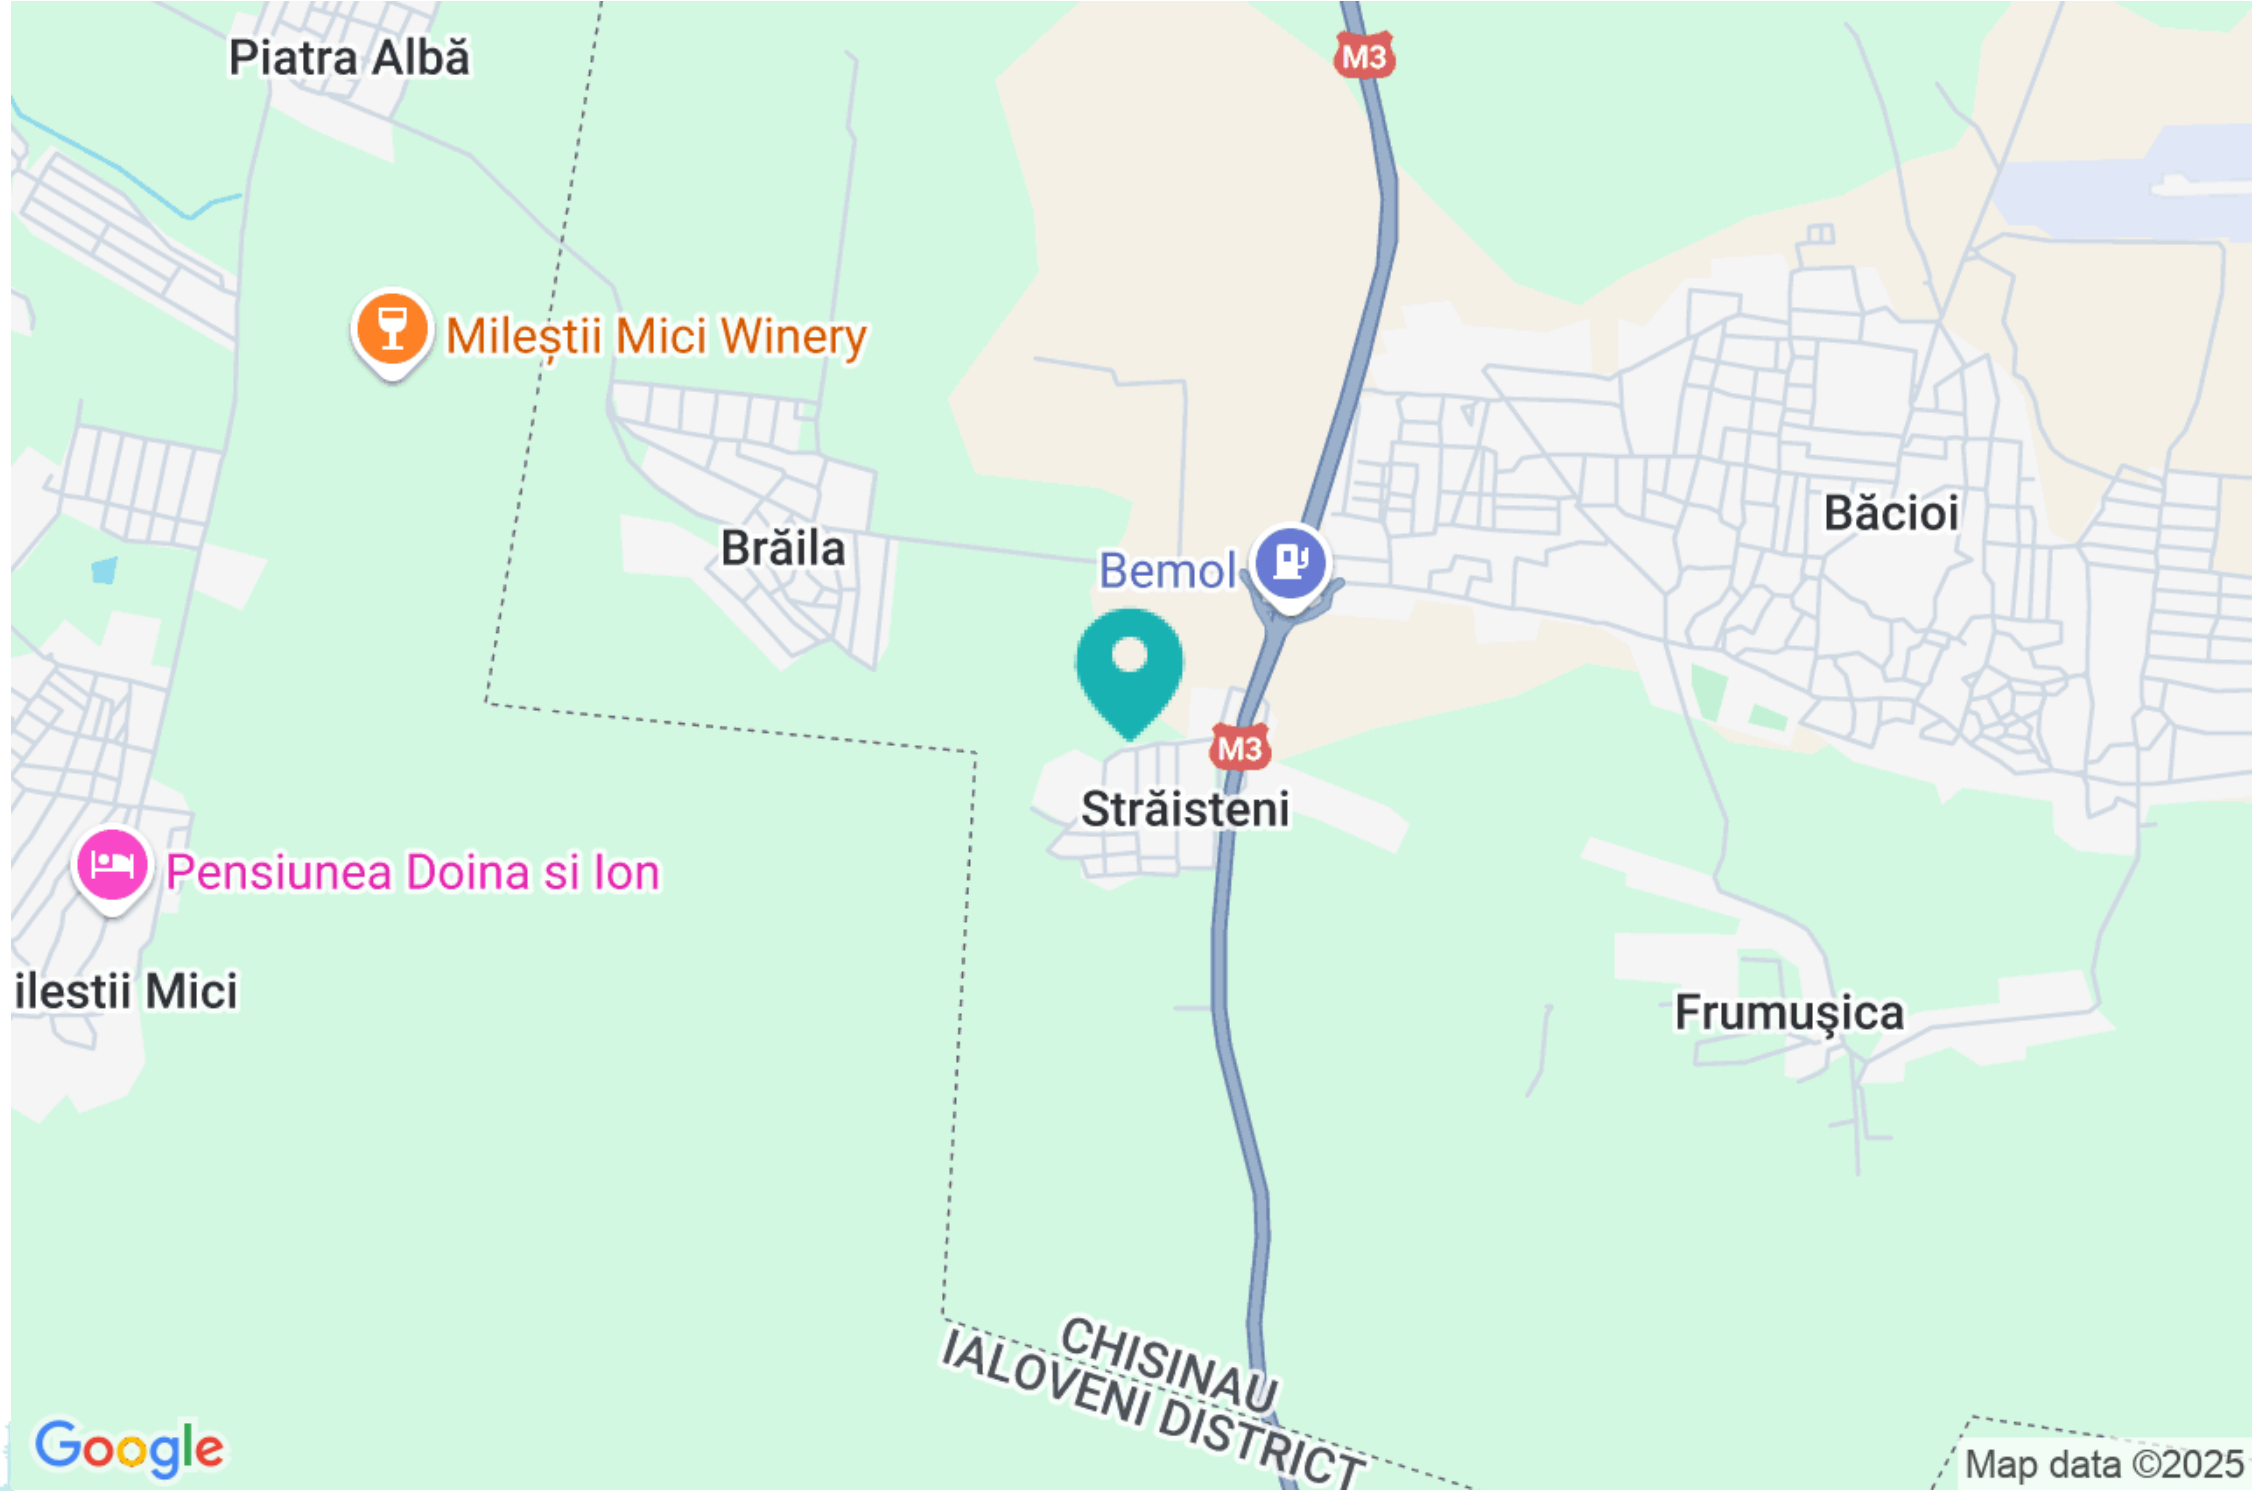 M3
Piatra Albă
Mileștii Mici Winery
Băcioi
Brăila
Bemol
M3
Străisteni
Pensiunea Doina si Ion
ilestii Mici
Frumuşica
CHISINAU
IALOVENI DISTRICT
Google
Map data ©2025